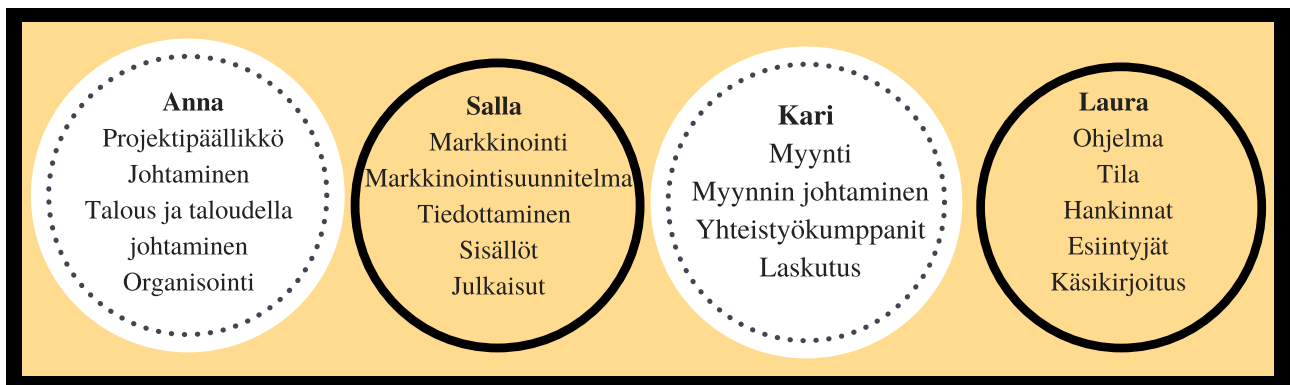 Anna
Projektipäällikkö
Johtaminen
Talous ja taloudella
johtaminen
Organisointi
Salla
Markkinointi
Markkinointisuunnitelma
Tiedottaminen
Sisällöt
Julkaisut
Kari
Myynti
Myynnin johtaminen
Yhteistyökumppanit
Laskutus
Laura
Ohjelma
Tila
Hankinnat
Esiintyjät
Käsikirjoitus